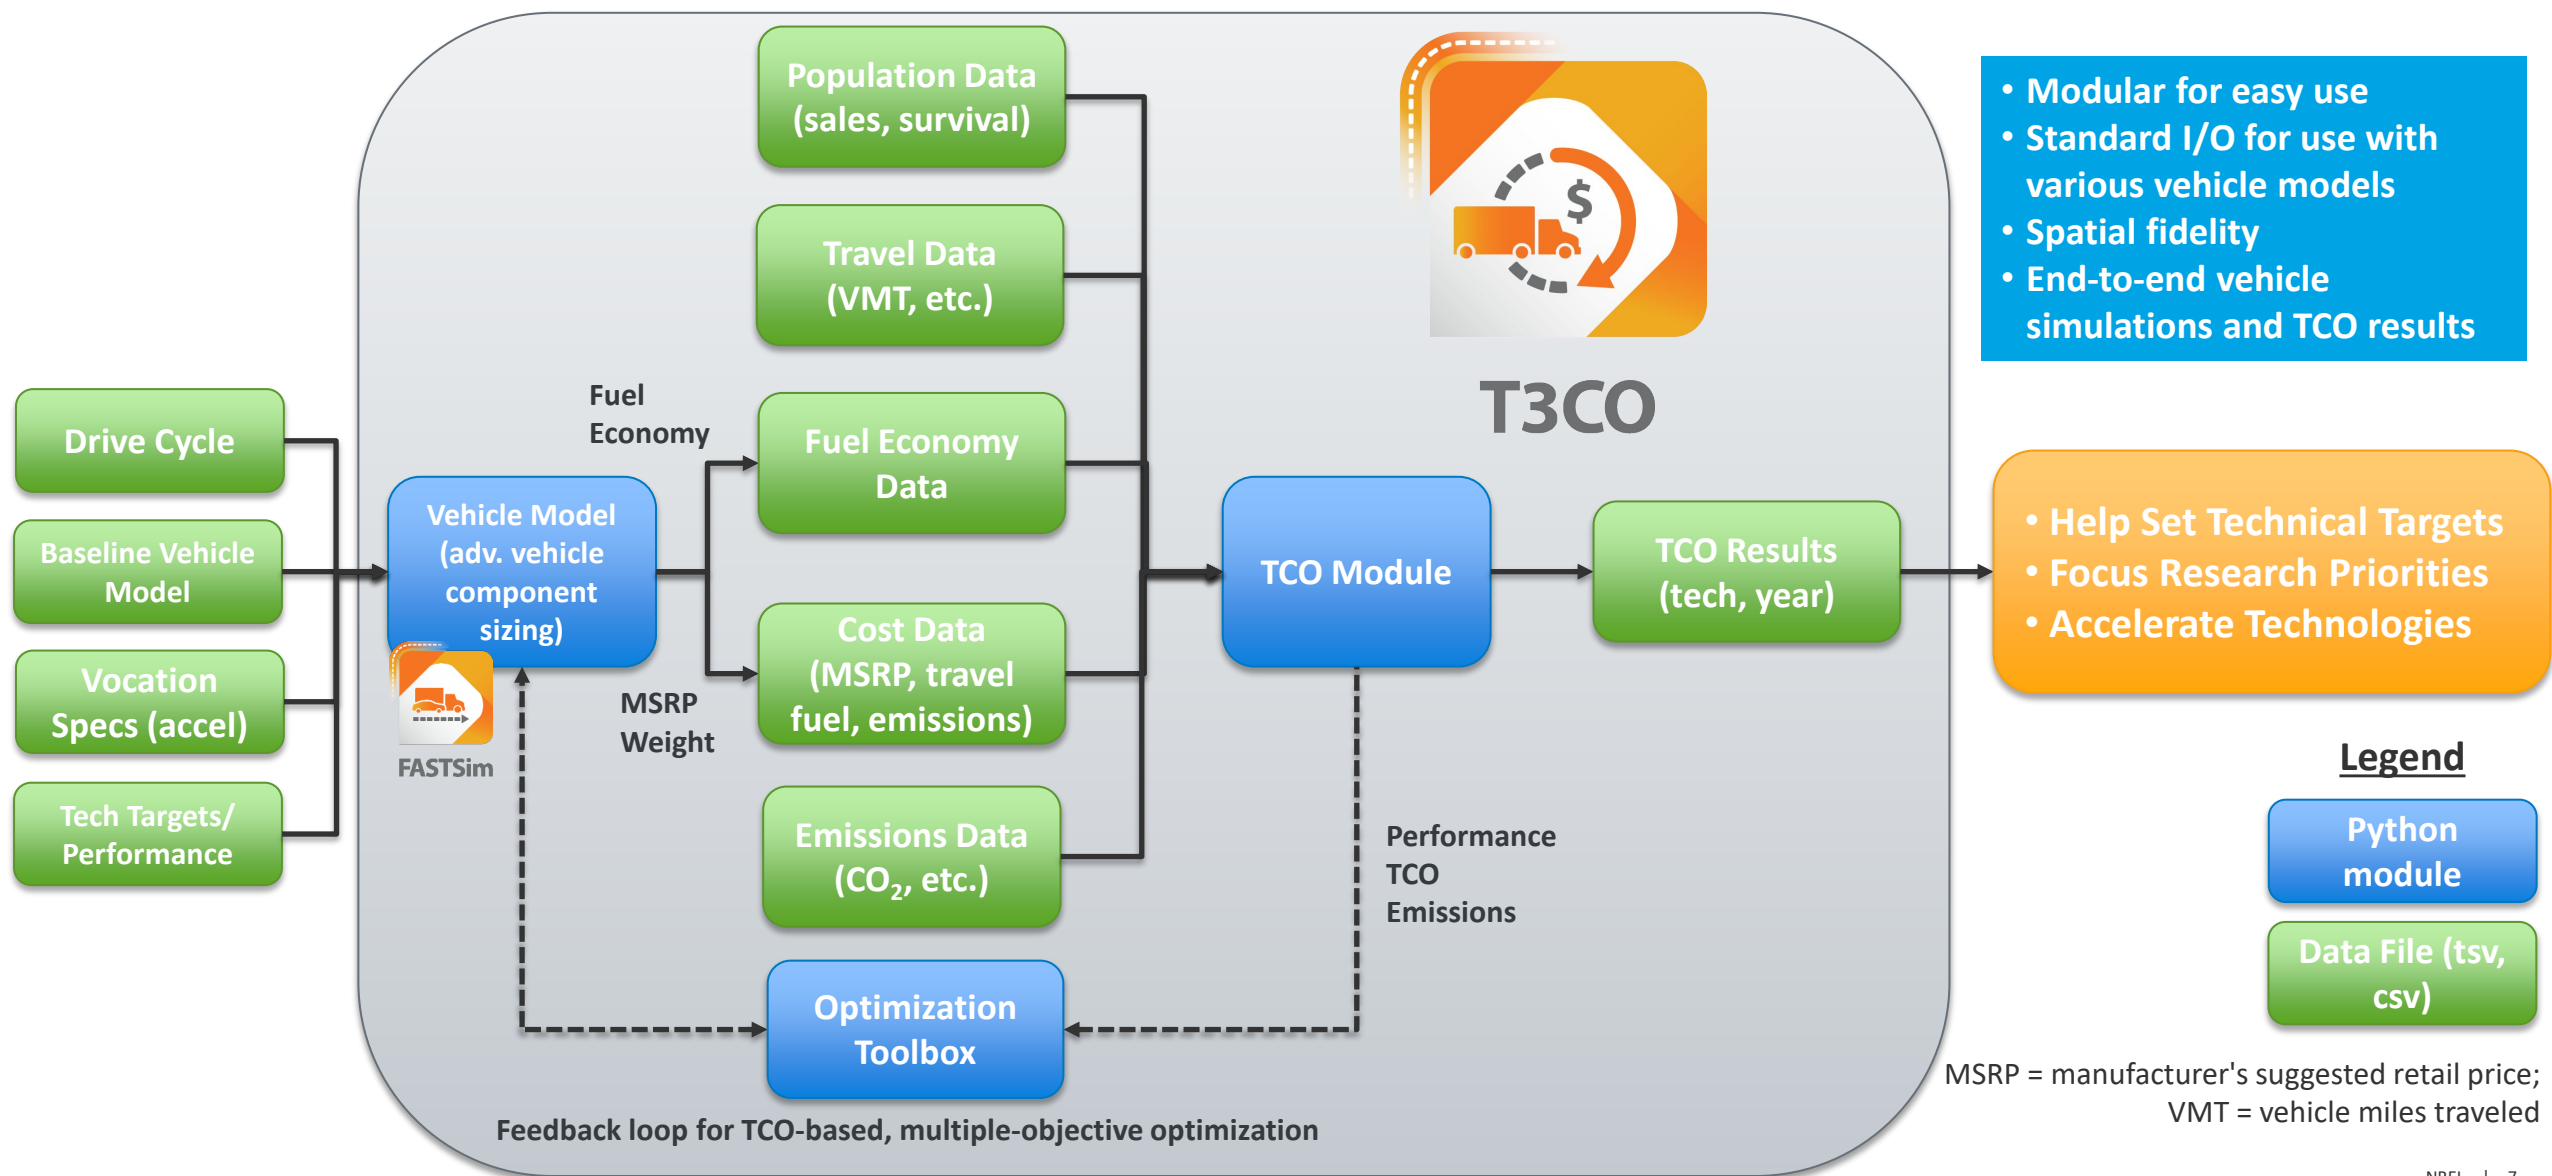 Population Data
(sales, survival)
Travel Data
(VMT, etc.)
Fuel
Economy
Fuel Economy
Data
Drive Cycle
Baseline Vehicle
Model
Vocation
Specs (accel)
Tech Targets/
Performance
Vehicle Model
(adv. vehicle
component
sizing)
FASTSim
MSRP
Weight
Cost Data
(MSRP, travel
fuel, emissions)
Emissions Data
(CO₂, etc.)
Optimization
Toolbox
Feedback loop for TCO-based, multiple-objective optimization
$
T3CO
TCO Module
TCO Results
(tech, year)
Performance
TCO
Emissions
• Modular for easy use
• Standard I/O for use with
various vehicle models
• Spatial fidelity
• End-to-end vehicle
simulations and TCO results
• Help Set Technical Targets
• Focus Research Priorities
• Accelerate Technologies
Legend
Python
module
Data File (tsv,
csv)
MSRP = manufacturer's suggested retail price;
VMT = vehicle miles traveled
NREL | 7